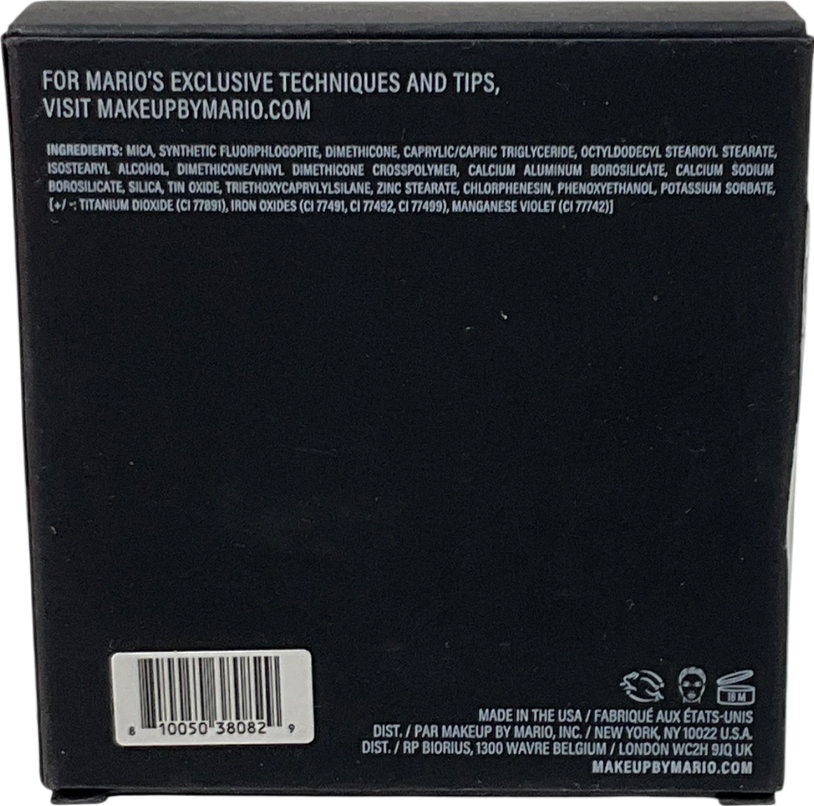 FOR MARIO'S EXCLUSIVE TECHNIQUES AND TIPS,
VISIT MAKEUPBYMARIO.COM
INGREDIENTS: MICA, SYNTHETIC FLUORPHLOGOPITE, DIMETHICONE, CAPRYLIC/CAPRIC TRIGLYCERIDE, OCTYLDODECYL STEAROYL STEARATE,
ISOSTEARYL ALCOHOL, DIMETHICONE/VINYL DIMETHICONE CROSSPOLYMER, CALCIUM ALUMINUM BOROSILICATE, CALCIUM SODIUM
BOROSILICATE, SILICA, TIN OXIDE, TRIETHOXYCAPRYLYLSILANE, ZINC STEARATE, CHLORPHENESIN, PHENOXYETHANOL, POTASSIUM SORBATE,
[+/-: TITANIUM DIOXIDE (CI 77891), IRON OXIDES (CI 77491, CI 77492, CI 77499), MANGANESE VIOLET (CI 77742)]
18 M
8 10050 38082 9
MADE IN THE USA / FABRIQUÉ AUX ÉTATS-UNIS
DIST. / PAR MAKEUP BY MARIO, INC. / NEW YORK, NY 10022 U.S.A.
DIST. / RP BIORIUS, 1300 WAVRE BELGIUM / LONDON WC2H 9JQ UK
MAKEUPBYMARIO.COM